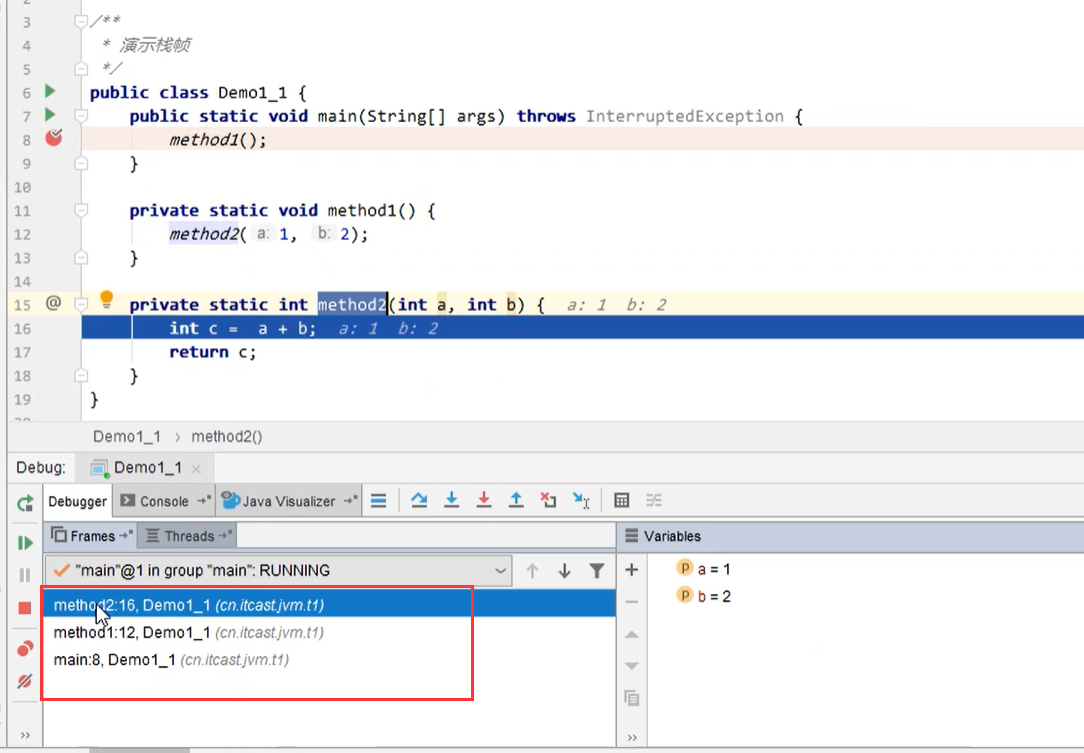 2
3 /**
4 * 演示栈帧
5 */
6 public class Demo1_1 {
7 public static void main(String[] args) throws InterruptedException {
8 method1();
9 }
10
11 private static void method1() {
12 method2( a: 1, b: 2);
13 }
14
15 @ private static int method2(int a, int b) { a: 1 b: 2
16 int c = a + b; a: 1 b: 2
17 return c;
18 }
19 }
Demo1_1 › method2()
Debug: Demo1_1 ×
Debugger Console →" Java Visualizer →"
Frames →" Threads →" Variables
"main"@1 in group "main": RUNNING
method2:16, Demo1_1 (cn.itcast.jvm.t1)
method1:12, Demo1_1 (cn.itcast.jvm.t1)
main:8, Demo1_1 (cn.itcast.jvm.t1)
p a = 1
p b = 2